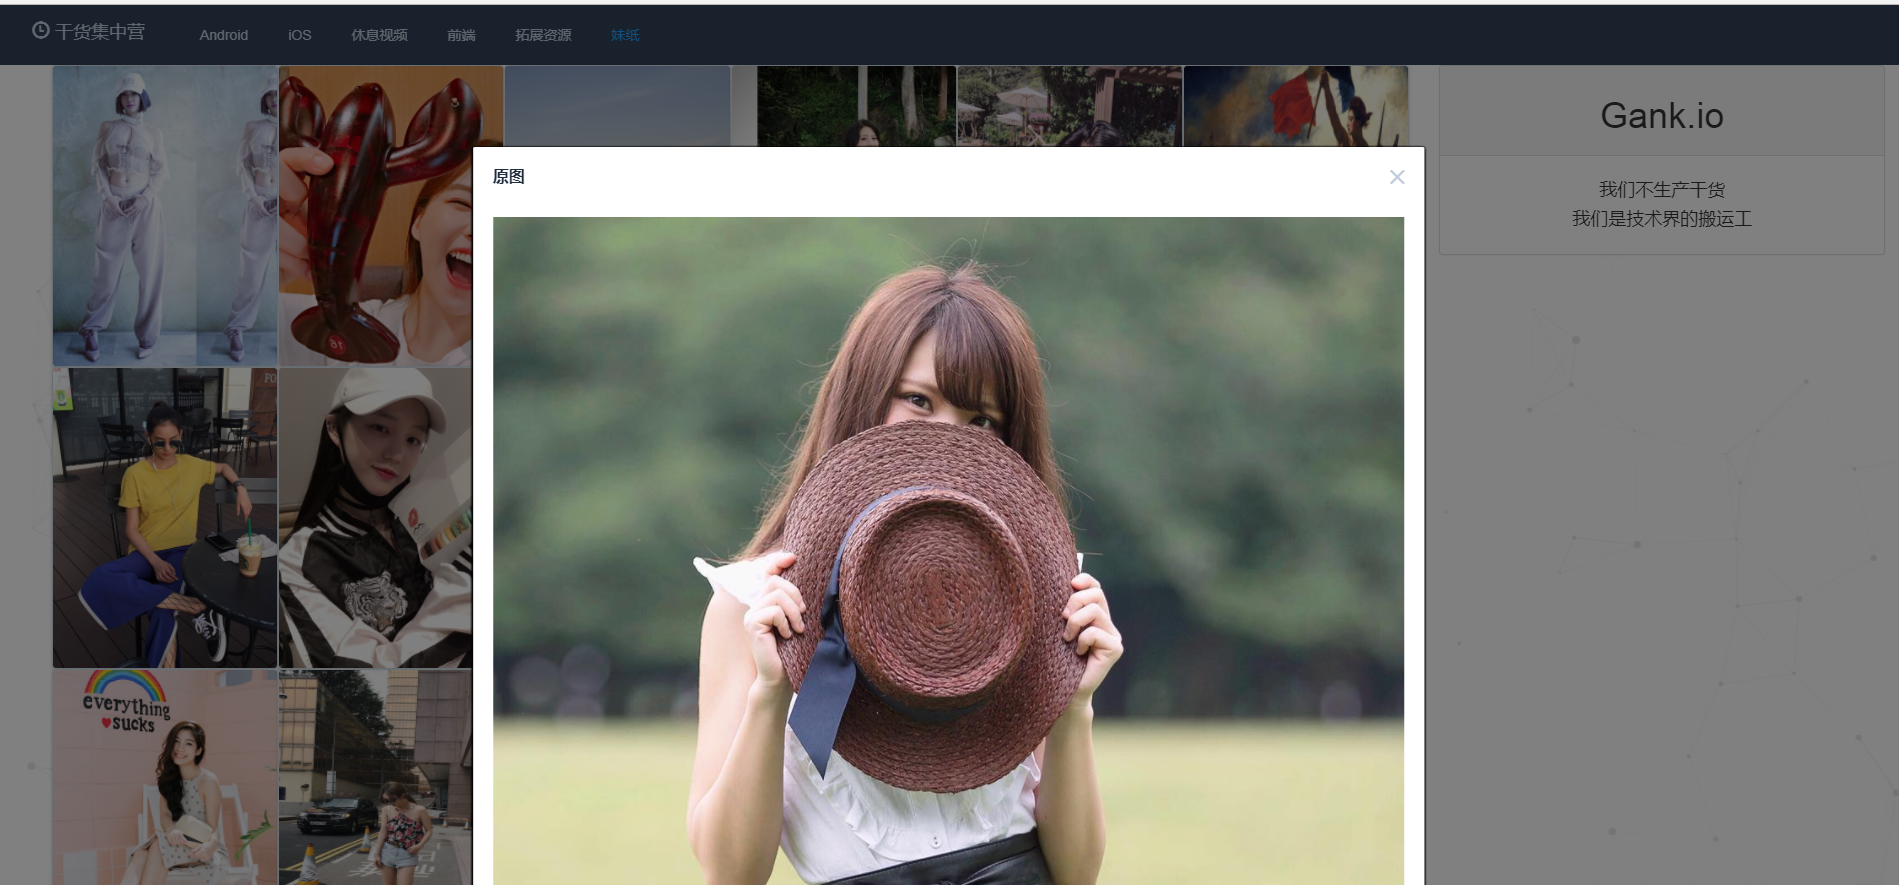 干货集中营
Android
iOS
休息视频
前端
拓展资源
妹纸
原图
Gank.io
我们不生产干货
我们是技术界的搬运工
everything
sucks